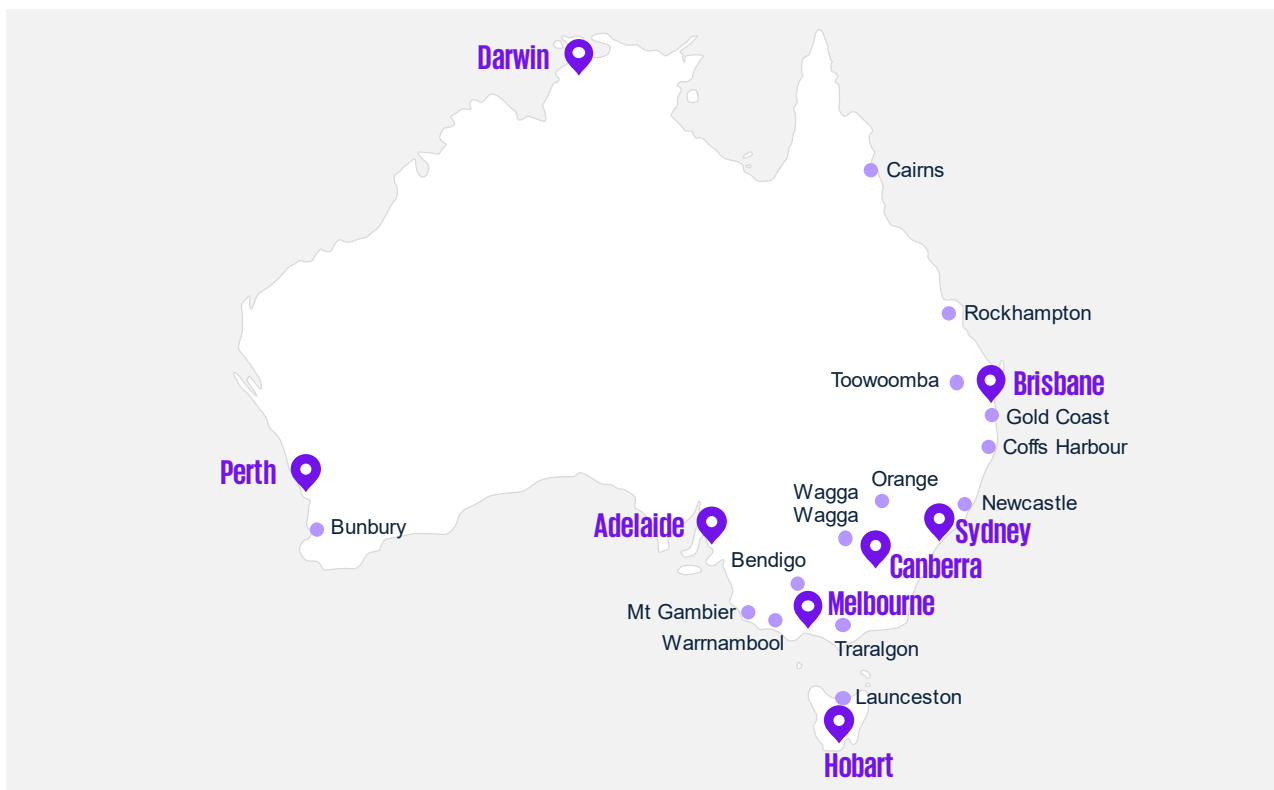 Darwin
Cairns
Rockhampton
Toowoomba
Brisbane
Gold Coast
Coffs Harbour
Perth
Orange
Wagga
Wagga
Newcastle
Bunbury
Adelaide
Sydney
Bendigo
Canberra
Melbourne
Mt Gambier
Warrnambool
Traralgon
Launceston
Hobart